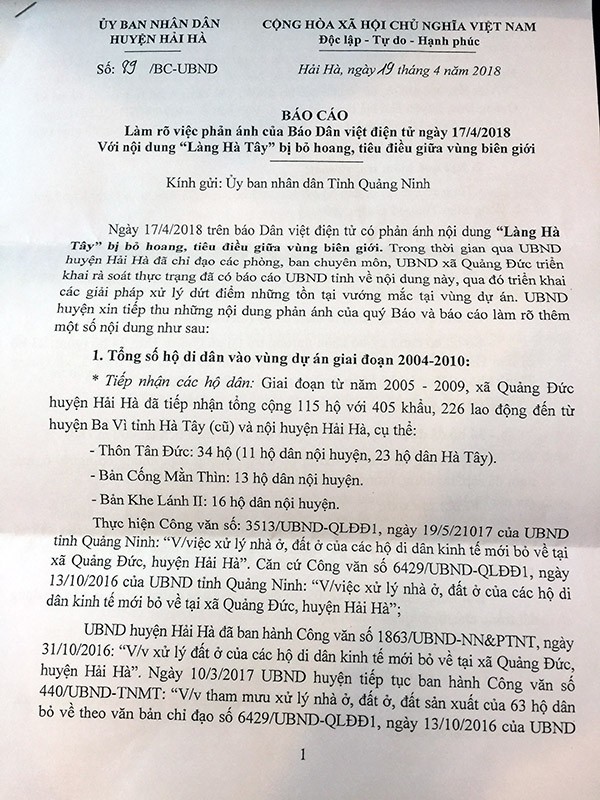 ỦY BAN NHÂN DÂN
HUYỆN HẢI HÀ
CỘNG HÒA XÃ HỘI CHỦ NGHĨA VIỆT NAM
Độc lập - Tự do - Hạnh phúc
Số: 99 /BC-UBND
Hải Hà, ngày 19 tháng 4 năm 2018
BÁO CÁO
Làm rõ việc phản ánh của Báo Dân việt điện tử ngày 17/4/2018
Với nội dung “Làng Hà Tây” bị bỏ hoang, tiêu điều giữa vùng biên giới
Kính gửi: Ủy ban nhân dân Tỉnh Quảng Ninh
Ngày 17/4/2018 trên báo Dân việt điện tử có phản ánh nội dung “Làng Hà
Tây” bị bỏ hoang, tiêu điều giữa vùng biên giới. Trong thời gian qua UBND
huyện Hải Hà đã chỉ đạo các phòng, ban chuyên môn, UBND xã Quảng Đức triển
khai rà soát thực trạng đã có báo cáo UBND tỉnh về nội dung này, qua đó triển khai
các giải pháp xử lý dứt điểm những tồn tại vướng mắc tại vùng dự án. UBND
huyện xin tiếp thu những nội dung phản ánh của quý Báo và báo cáo làm rõ thêm
một số nội dung như sau:
1. Tổng số hộ di dân vào vùng dự án giai đoạn 2004-2010:
* Tiếp nhận các hộ dân: Giai đoạn từ năm 2005 - 2009, xã Quảng Đức
huyện Hải Hà đã tiếp nhận tổng cộng 115 hộ với 405 khẩu, 226 lao động đến từ
huyện Ba Vì tỉnh Hà Tây (cũ) và nội huyện Hải Hà, cụ thể:
- Thôn Tân Đức: 34 hộ (11 hộ dân nội huyện, 23 hộ dân Hà Tây).
- Bản Cống Mằn Thìn: 13 hộ dân nội huyện.
- Bản Khe Lánh II: 16 hộ dân nội huyện.
Thực hiện Công văn số: 3513/UBND-QLĐĐ1, ngày 19/5/21017 của UBND
tỉnh Quảng Ninh: “V/việc xử lý nhà ở, đất ở của các hộ di dân kinh tế mới bỏ về tại
xã Quảng Đức, huyện Hải Hà”. Căn cứ Công văn số 6429/UBND-QLĐĐ1, ngày
13/10/2016 của UBND tỉnh Quảng Ninh: “V/việc xử lý nhà ở, đất ở của các hộ di
dân kinh tế mới bỏ về tại xã Quảng Đức, huyện Hải Hà”;
UBND huyện Hải Hà đã ban hành Công văn số 1863/UBND-NN&PTNT, ngày
31/10/2016: “V/v xử lý đất ở của các hộ di dân kinh tế mới bỏ về tại xã Quảng Đức,
huyện Hải Hà”. Ngày 10/3/2017 UBND huyện tiếp tục ban hành Công văn số
440/UBND-TNMT: “V/v tham mưu xử lý nhà ở, đất ở, đất sản xuất của 63 hộ dân
bỏ về theo văn bản chỉ đạo số 6429/UBND-QLĐĐ1, ngày 13/10/2016 của UBND
1